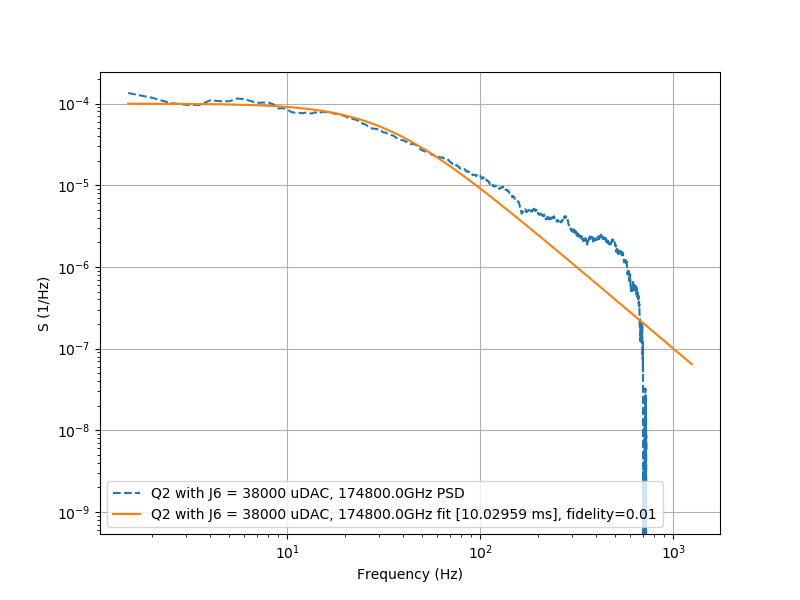 10⁻⁴
10⁻⁵
10⁻⁶
10⁻⁷
10⁻⁸
10⁻⁹
S (1/Hz)
Q2 with J6 = 38000 uDAC, 174800.0GHz PSD
Q2 with J6 = 38000 uDAC, 174800.0GHz fit [10.02959 ms], fidelity=0.01
10¹ 10² 10³
Frequency (Hz)